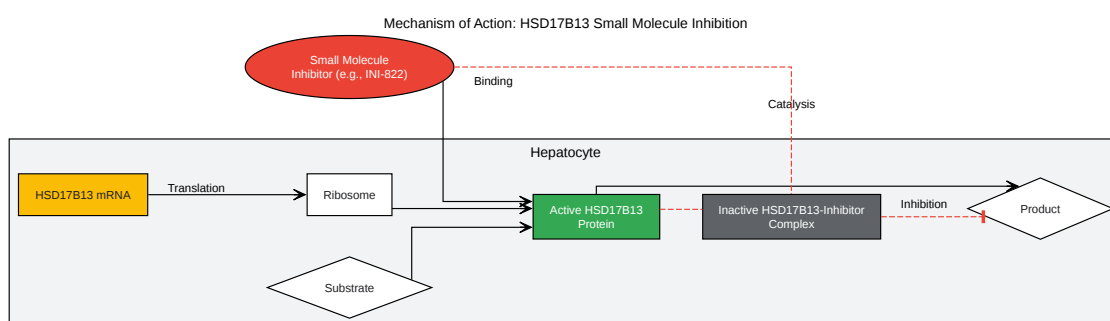 Mechanism of Action: HSD17B13 Small Molecule Inhibition
Small Molecule
Inhibitor (e.g., INI-822)
Binding
Catalysis
Hepatocyte
HSD17B13 mRNA
Translation
Ribosome
Active HSD17B13
Protein
Inactive HSD17B13-Inhibitor
Complex
Inhibition
Product
Substrate